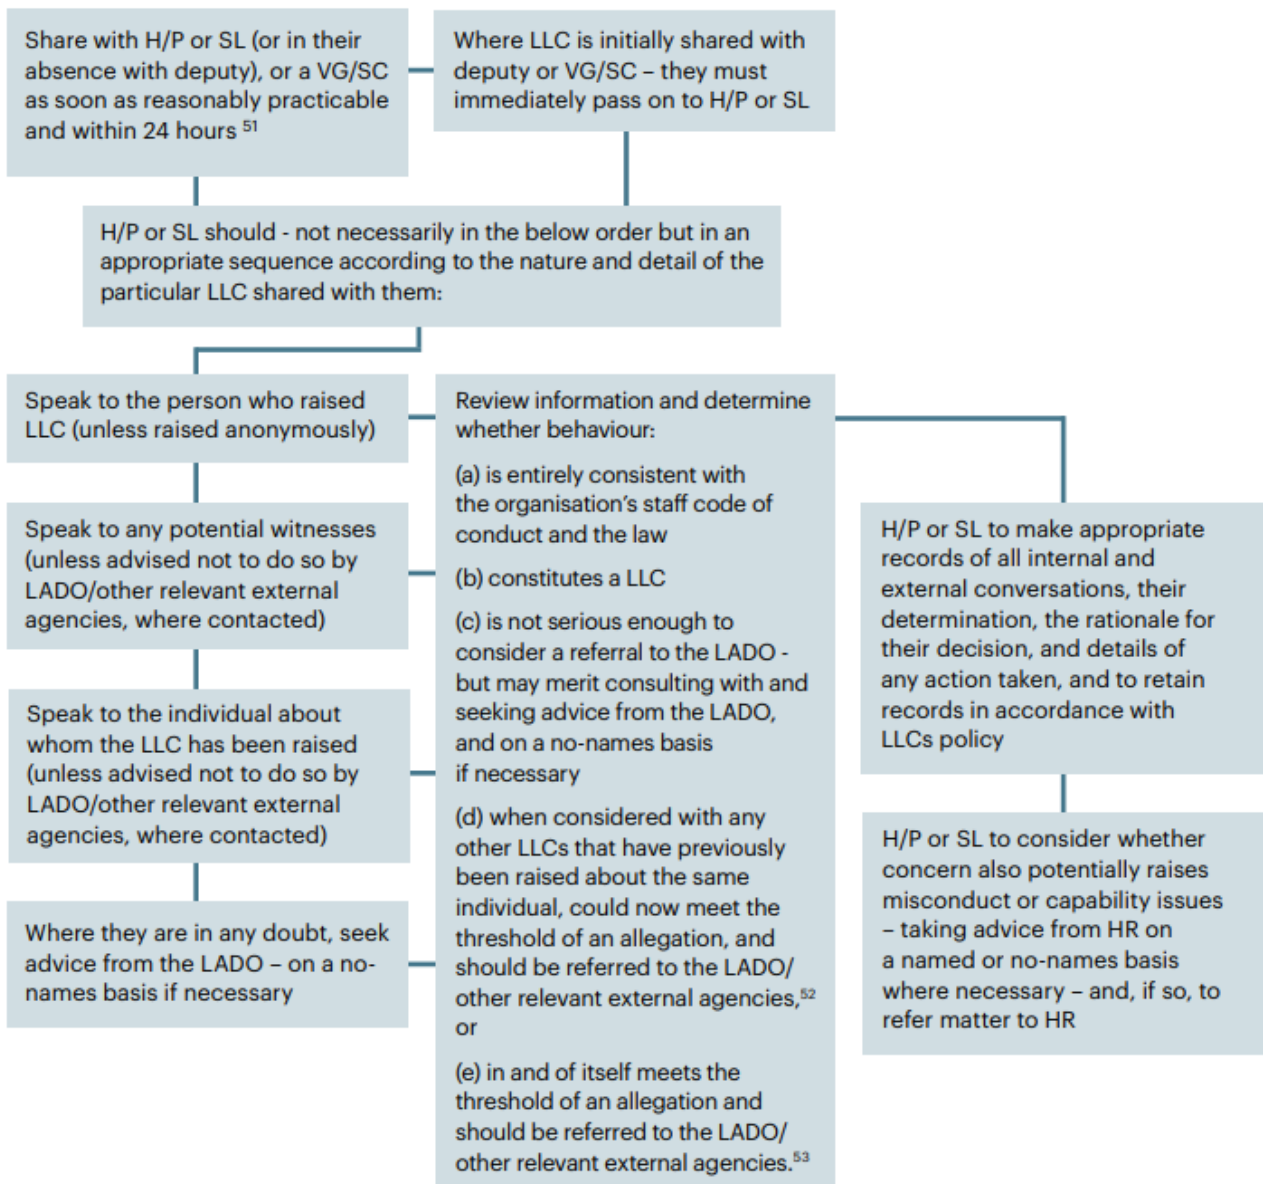 Share with H/P or SL (or in their
absence with deputy), or a VG/SC
as soon as reasonably practicable
and within 24 hours 51
Where LLC is initially shared with
deputy or VG/SC – they must
immediately pass on to H/P or SL
H/P or SL should - not necessarily in the below order but in an
appropriate sequence according to the nature and detail of the
particular LLC shared with them:
Speak to the person who raised
LLC (unless raised anonymously)
Speak to any potential witnesses
(unless advised not to do so by
LADO/other relevant external
agencies, where contacted)
Speak to the individual about
whom the LLC has been raised
(unless advised not to do so by
LADO/other relevant external
agencies, where contacted)
Where they are in any doubt, seek
advice from the LADO – on a no-
names basis if necessary
Review information and determine
whether behaviour:
(a) is entirely consistent with
the organisation’s staff code of
conduct and the law
(b) constitutes a LLC
(c) is not serious enough to
consider a referral to the LADO -
but may merit consulting with and
seeking advice from the LADO,
and on a no-names basis
if necessary
(d) when considered with any
other LLCs that have previously
been raised about the same
individual, could now meet the
threshold of an allegation, and
should be referred to the LADO/
other relevant external agencies,52
or
(e) in and of itself meets the
threshold of an allegation and
should be referred to the LADO/
other relevant external agencies.53
H/P or SL to make appropriate
records of all internal and
external conversations, their
determination, the rationale for
their decision, and details of
any action taken, and to retain
records in accordance with
LLCs policy
H/P or SL to consider whether
concern also potentially raises
misconduct or capability issues
– taking advice from HR on
a named or no-names basis
where necessary – and, if so, to
refer matter to HR